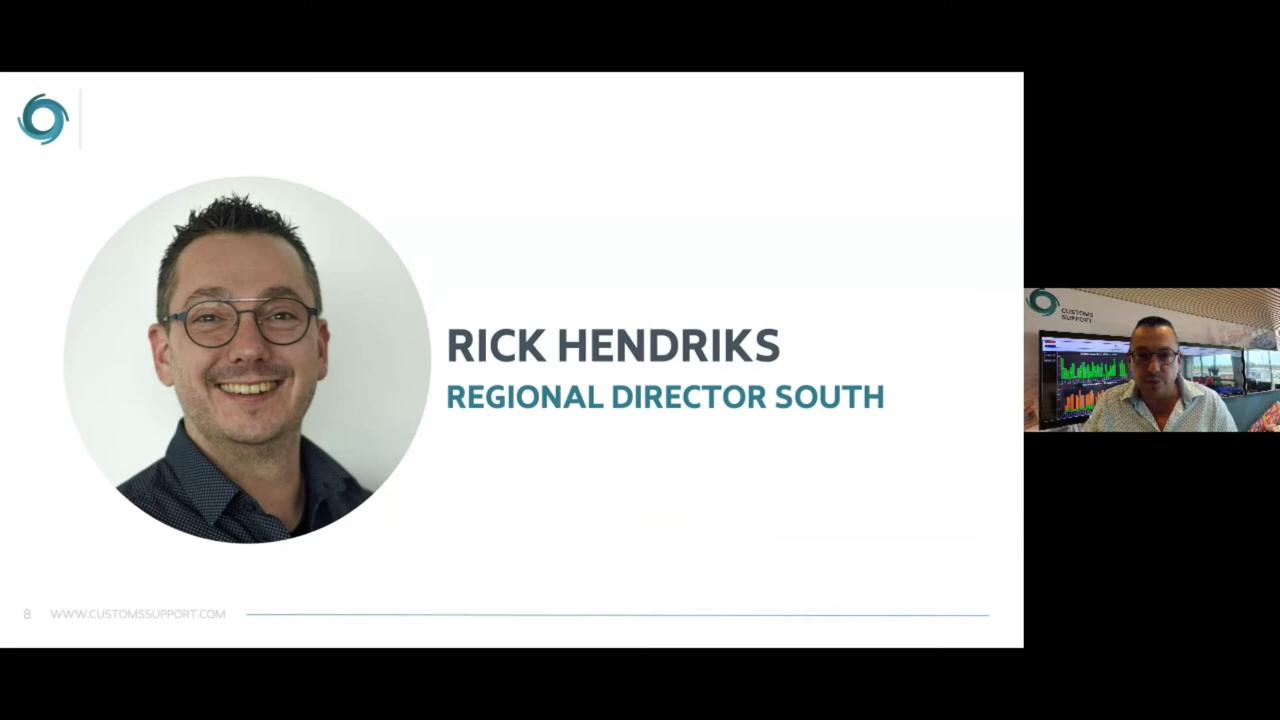 RICK HENDRIKS
REGIONAL DIRECTOR SOUTH
8 WWW.CUSTOMSSUPPORT.COM
CUSTOMS
SUPPORT